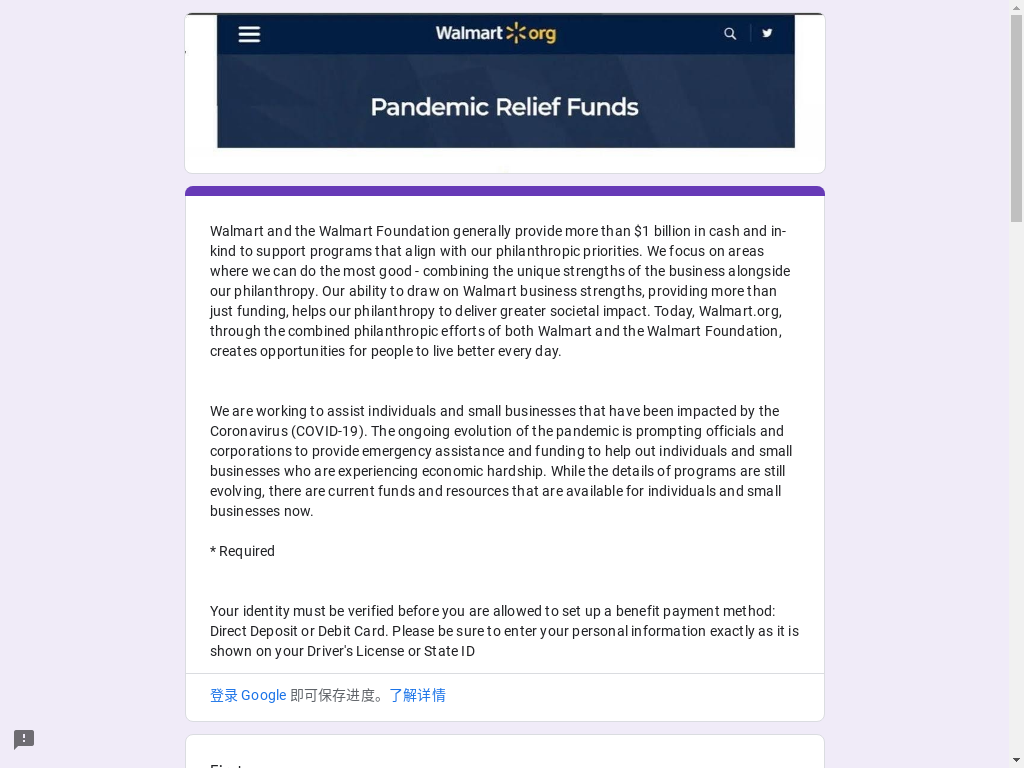 Walmart org
Pandemic Relief Funds
Walmart and the Walmart Foundation generally provide more than $1 billion in cash and in-
kind to support programs that align with our philanthropic priorities. We focus on areas
where we can do the most good - combining the unique strengths of the business alongside
our philanthropy. Our ability to draw on Walmart business strengths, providing more than
just funding, helps our philanthropy to deliver greater societal impact. Today, Walmart.org,
through the combined philanthropic efforts of both Walmart and the Walmart Foundation,
creates opportunities for people to live better every day.
We are working to assist individuals and small businesses that have been impacted by the
Coronavirus (COVID-19). The ongoing evolution of the pandemic is prompting officials and
corporations to provide emergency assistance and funding to help out individuals and small
businesses who are experiencing economic hardship. While the details of programs are still
evolving, there are current funds and resources that are available for individuals and small
businesses now.
* Required
Your identity must be verified before you are allowed to set up a benefit payment method:
Direct Deposit or Debit Card. Please be sure to enter your personal information exactly as it is
shown on your Driver's License or State ID
登录 Google 即可保存进度。了解详情